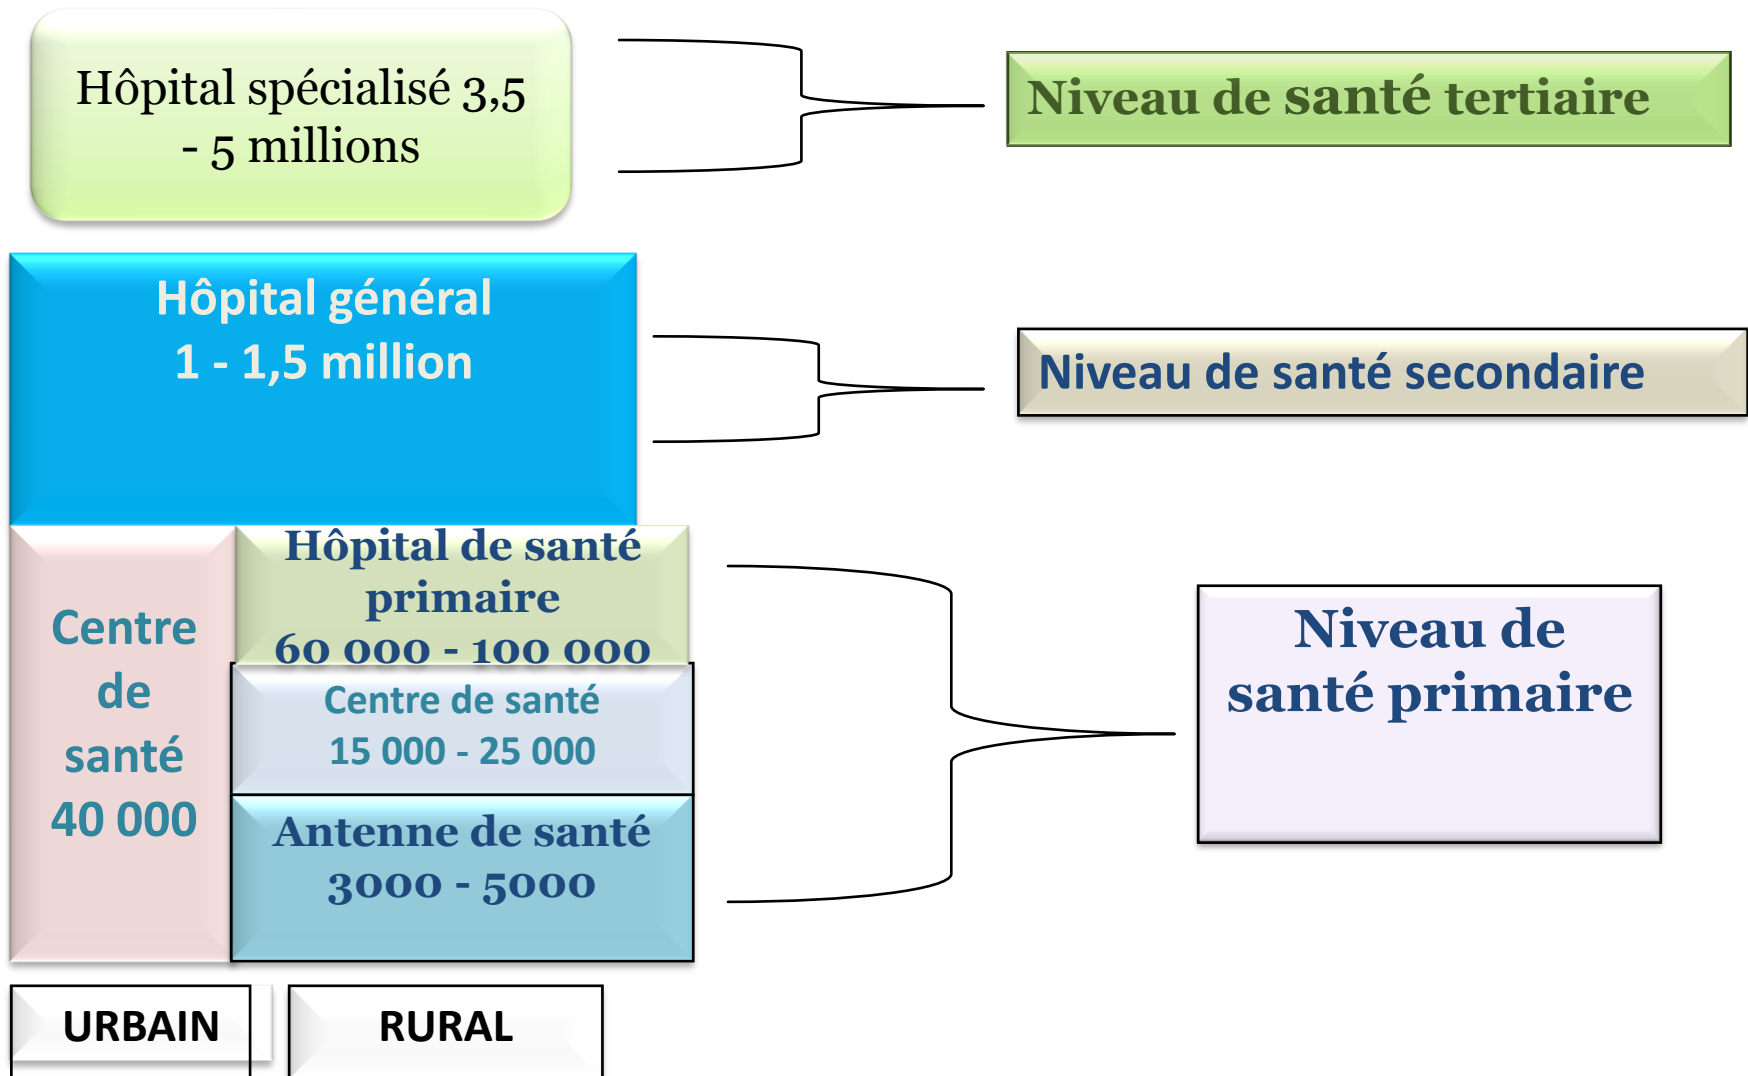 Hôpital spécialisé 3,5
- 5 millions
Niveau de santé tertiaire
Hôpital général
1 - 1,5 million
Niveau de santé secondaire
Hôpital de santé
primaire
60 000 - 100 000
Centre
de
santé
40 000
Centre de santé
15 000 - 25 000
Antenne de santé
3000 - 5000
Niveau de
santé primaire
URBAIN
RURAL